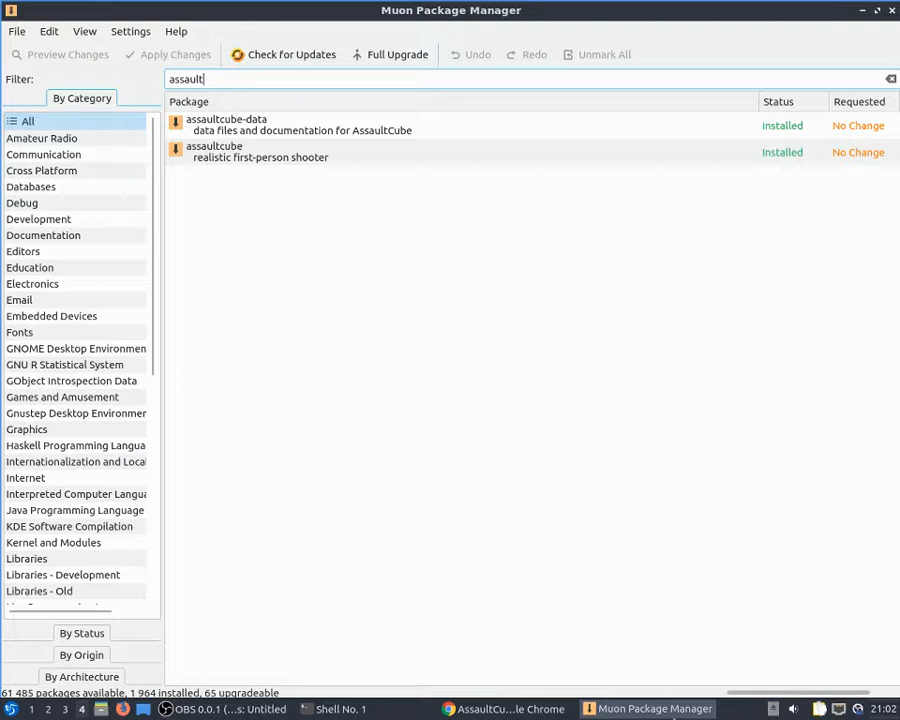 Muon Package Manager
File Edit View Settings Help
Preview Changes Apply Changes Check for Updates Full Upgrade Undo Redo Unmark All
Filter: assault
By Category
Package Status Requested
All
Amateur Radio
Communication
Cross Platform
Databases
Debug
Development
Documentation
Editors
Education
Electronics
Email
Embedded Devices
Fonts
GNOME Desktop Environmen
GNU R Statistical System
GObject Introspection Data
Games and Amusement
Gnustep Desktop Environmer
Graphics
Haskell Programming Langua
Internationalization and Loca
Internet
Interpreted Computer Langua
Java Programming Language
KDE Software Compilation
Kernel and Modules
Libraries
Libraries - Development
Libraries - Old
assaultcube-data
data files and documentation for AssaultCube Installed No Change
assaultcube
realistic first-person shooter Installed No Change
By Status
By Origin
By Architecture
61 485 packages available, 1 964 installed, 65 upgradeable
1 2 3 4 OBS 0.0.1 (...s: Untitled Shell No. 1 AssaultCu...le Chrome Muon Package Manager 21:02